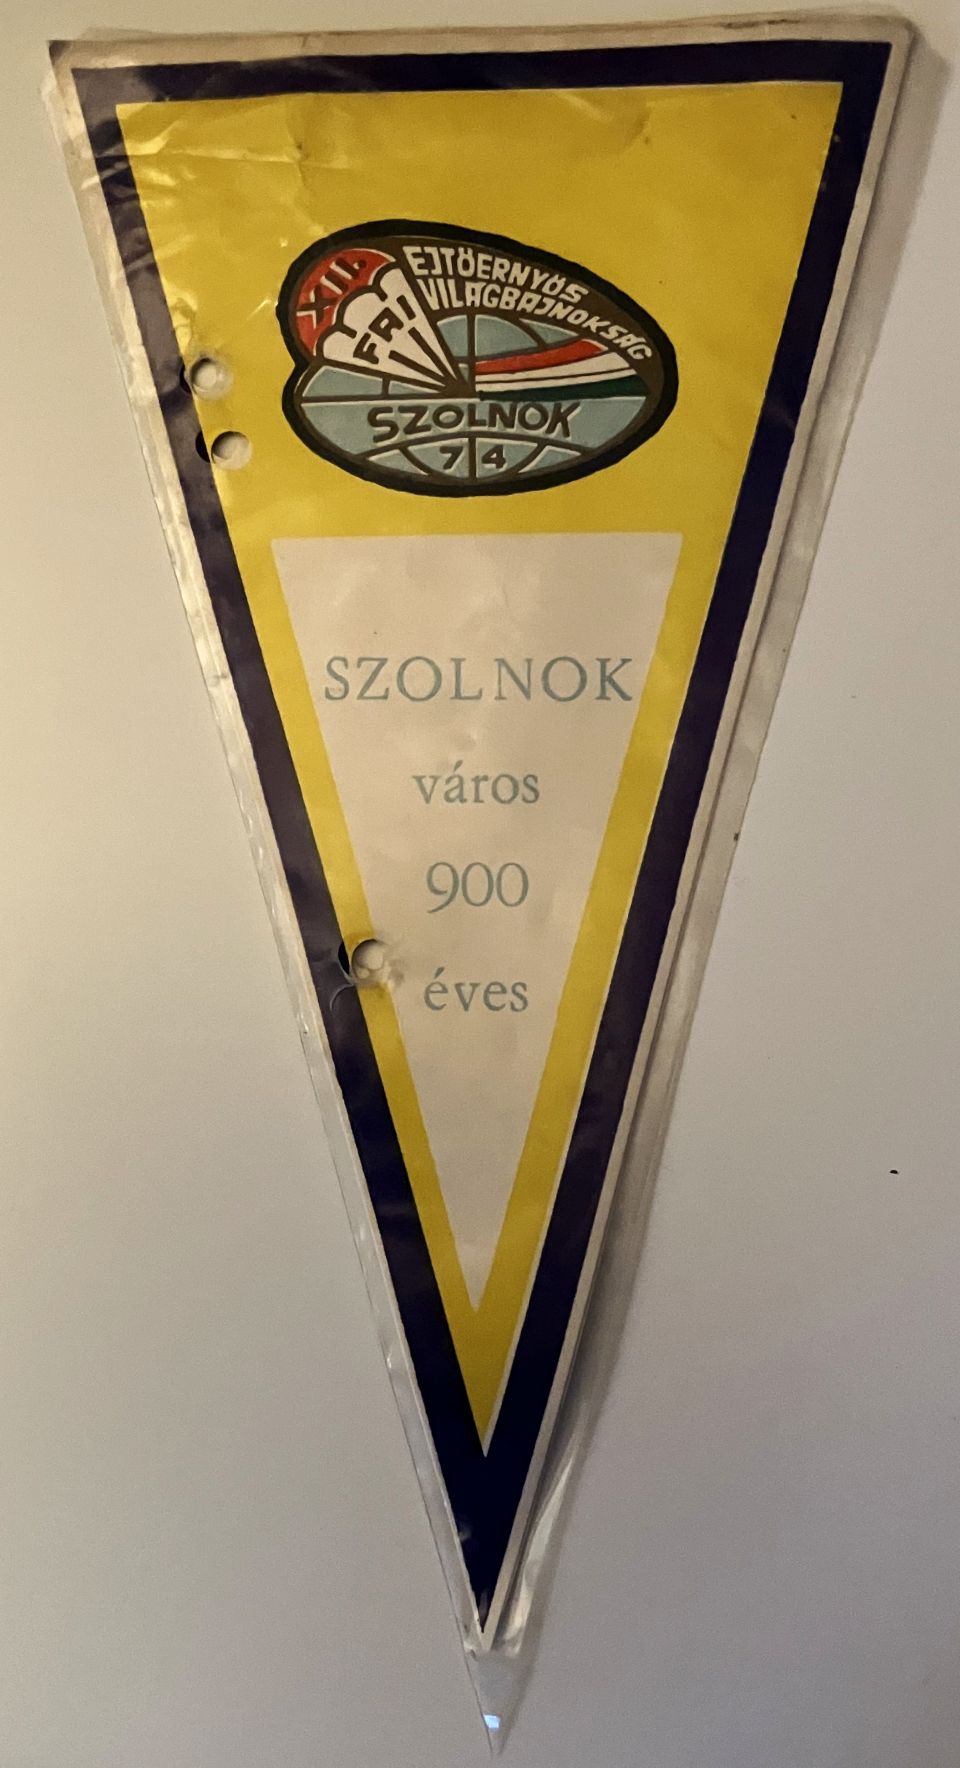 XII.
FAI
EJTŐERNYŐS
VILÁGBAJNOKSÁG
SZOLNOK
74
SZOLNOK
város
900
éves